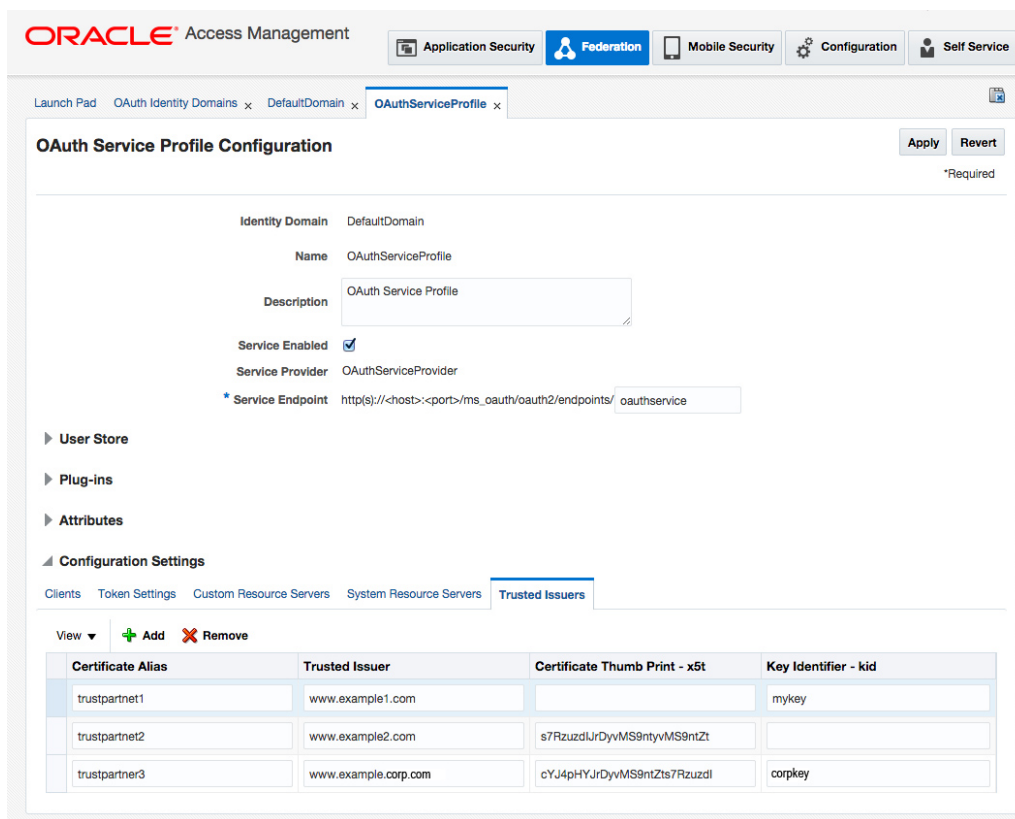 ORACLE Access Management
Application Security Federation Mobile Security Configuration Self Service
Launch Pad OAuth Identity Domains x DefaultDomain x OAuthServiceProfile x
OAuth Service Profile Configuration Apply Revert
*Required
Identity Domain DefaultDomain
Name OAuthServiceProfile
Description OAuth Service Profile
Service Enabled
Service Provider OAuthServiceProvider
* Service Endpoint http(s)://<host>:<port>/ms_oauth/oauth2/endpoints/ oauthservice
User Store
Plug-ins
Attributes
Configuration Settings
Clients Token Settings Custom Resource Servers System Resource Servers Trusted Issuers
View Add Remove
Certificate Alias Trusted Issuer Certificate Thumb Print - x5t Key Identifier - kid
trustpartnet1 www.example1.com mykey
trustpartnet2 www.example2.com s7RzuzdIJrDyvMS9ntyvMS9ntZt
trustpartner3 www.example.corp.com cYJ4pHYJrDyvMS9ntZts7RzuzdI corpkey